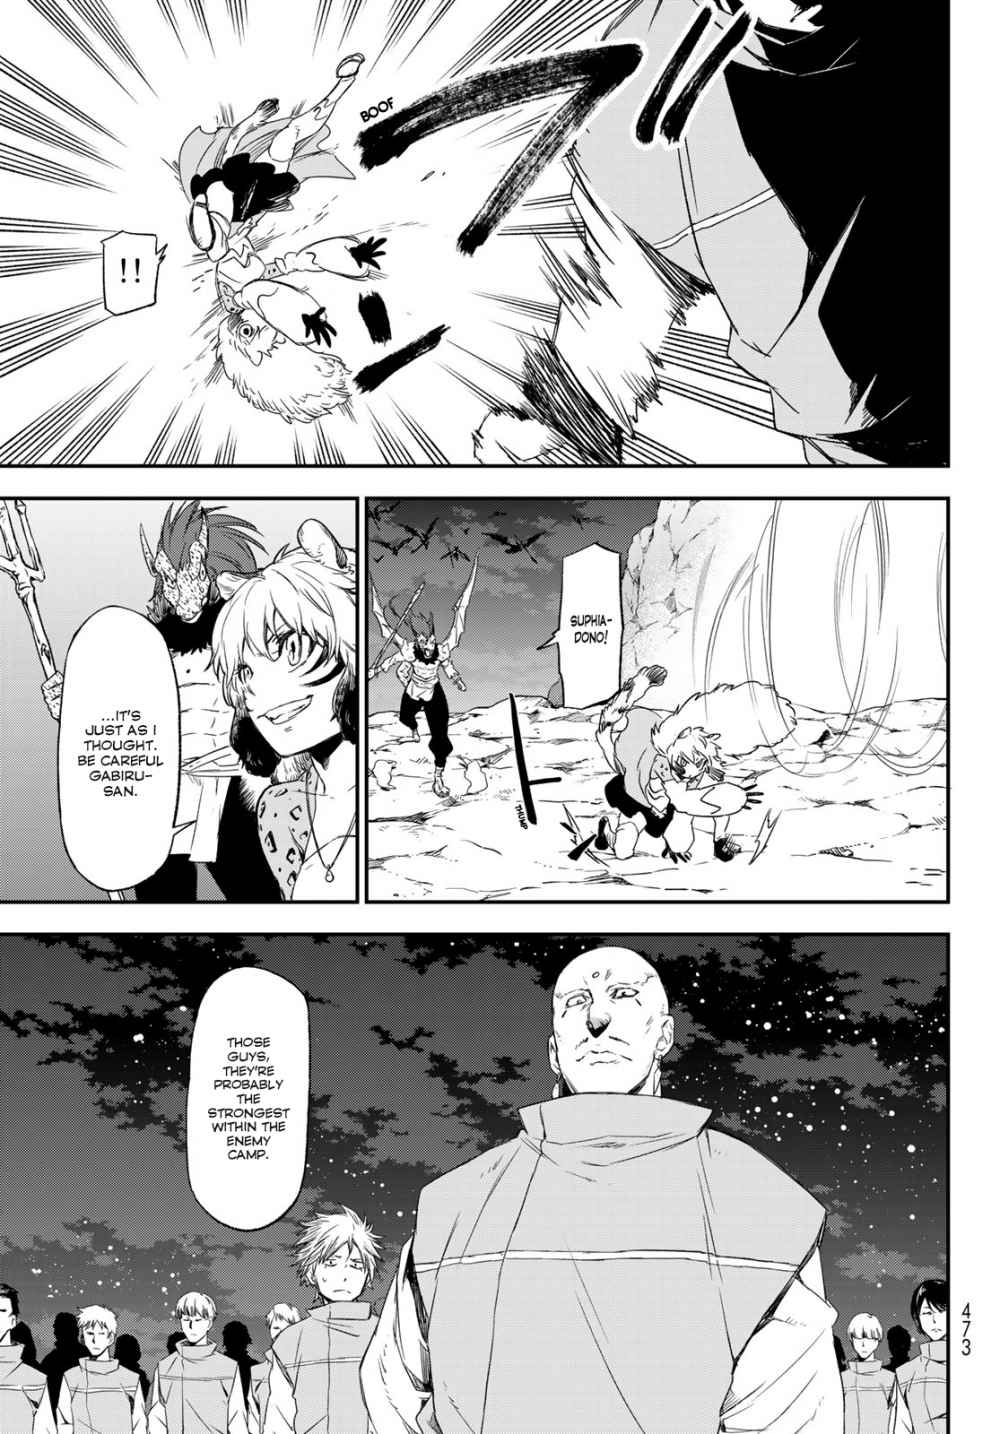 BOOF
!!
SUPHIA-
DONO!
THUMP
...IT'S
JUST AS I
THOUGHT.
BE CAREFUL
GABIRU-
SAN.
THOSE
GUYS,
THEY'RE
PROBABLY
THE
STRONGEST
WITHIN THE
ENEMY
CAMP.
473